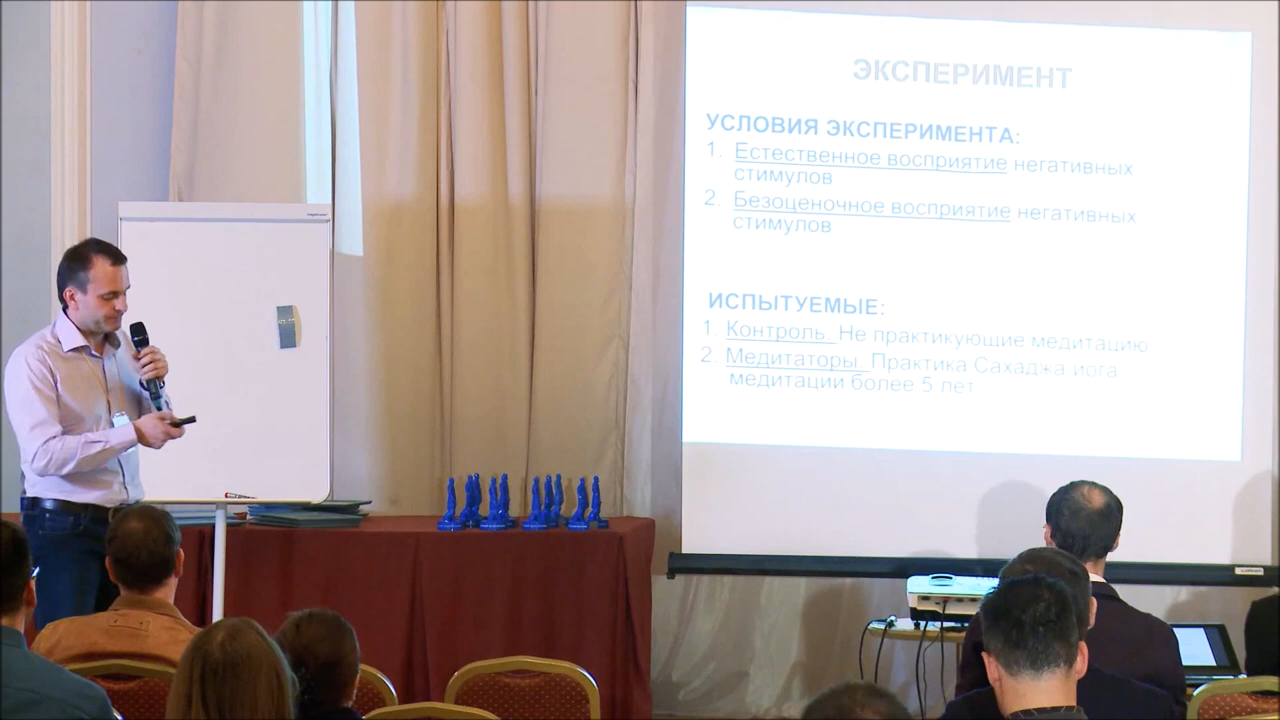 ЭКСПЕРИМЕНТ
УСЛОВИЯ ЭКСПЕРИМЕНТА:
1. Естественное восприятие негативных
стимулов
2. Безоценочное восприятие негативных
стимулов
ИСПЫТУЕМЫЕ:
1. Контроль. Не практикующие медитацию
2. Медитаторы. Практика Сахаджа иога
медитации более 5 лет